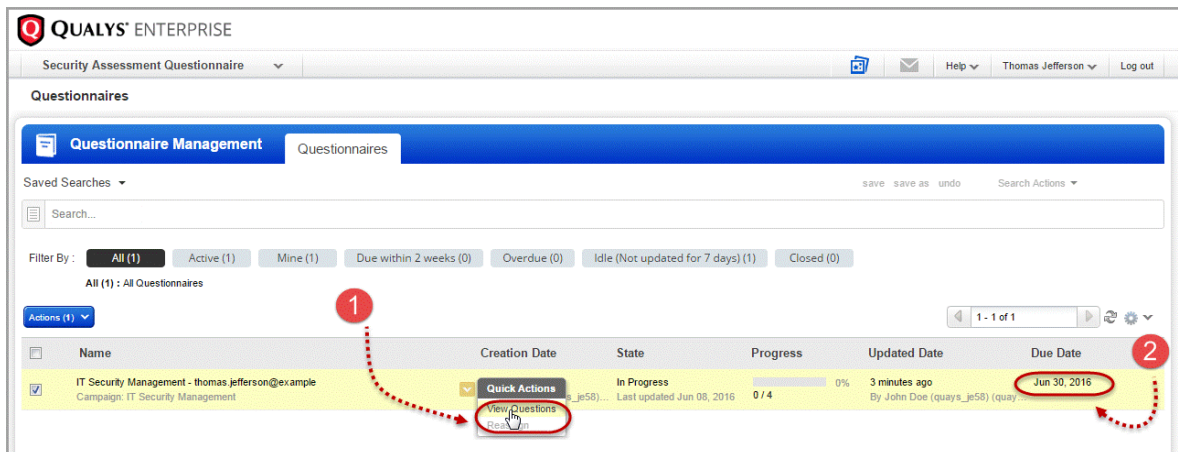 QUALYS® ENTERPRISE
Security Assessment Questionnaire Help Thomas Jefferson Log out
Questionnaires
Questionnaire Management Questionnaires
Saved Searches save save as undo Search Actions
Search...
Filter By : All (1) Active (1) Mine (1) Due within 2 weeks (0) Overdue (0) Idle (Not updated for 7 days) (1) Closed (0)
All (1) : All Questionnaires
1
Actions (1) 1 - 1 of 1
Name Creation Date State Progress Updated Date Due Date 2
IT Security Management - thomas.jefferson@example Quick Actions In Progress 0% 3 minutes ago Jun 30, 2016
Campaign: IT Security Management s_je58)... Last updated Jun 08, 2016 0 / 4 By John Doe (quays_je58) (quay...
View Questions